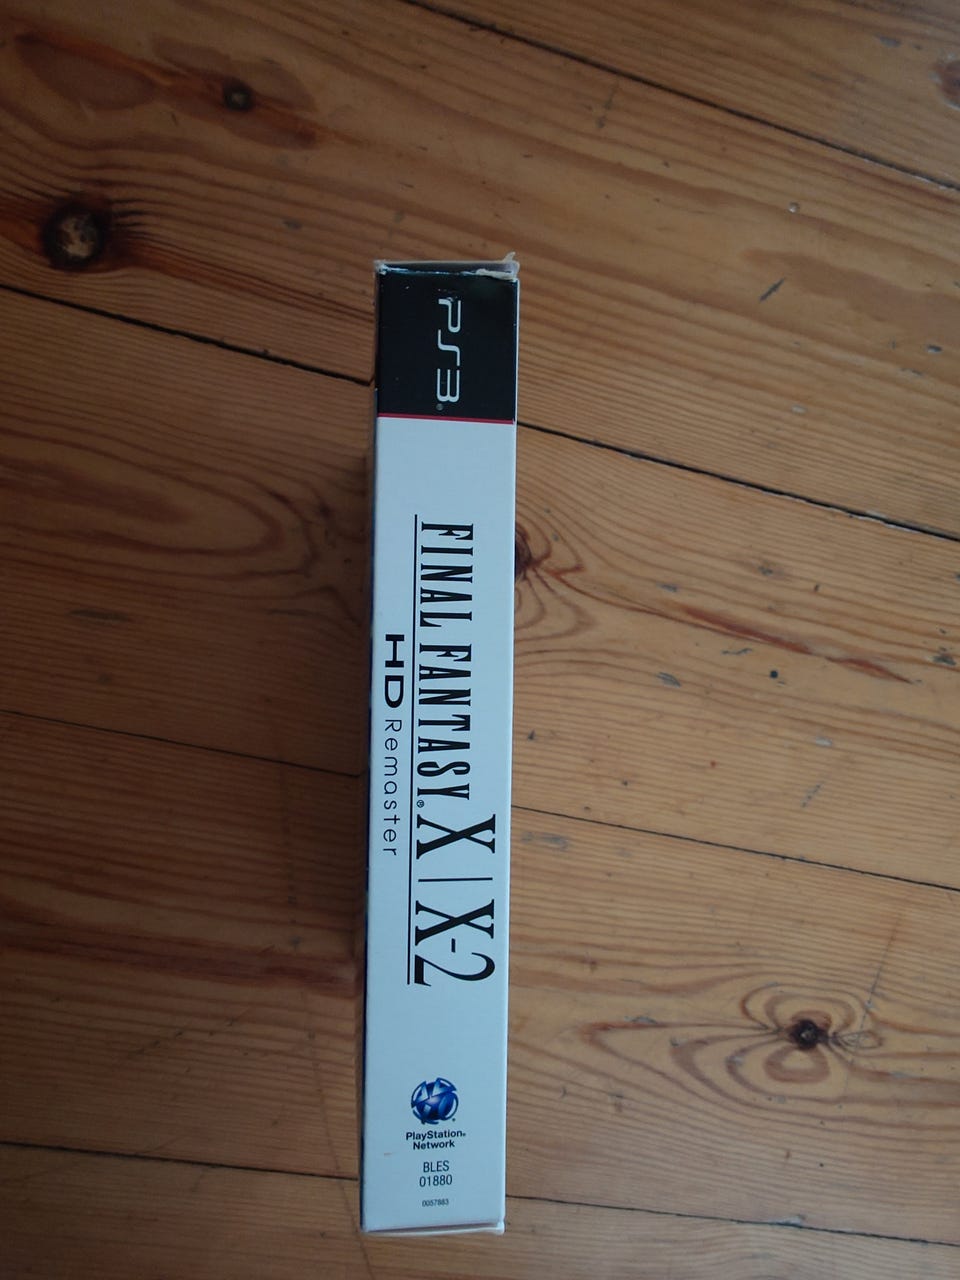 PS3®
FINAL FANTASY® X | X-2
HD Remaster
PlayStation®
Network
BLES
01880
0057883